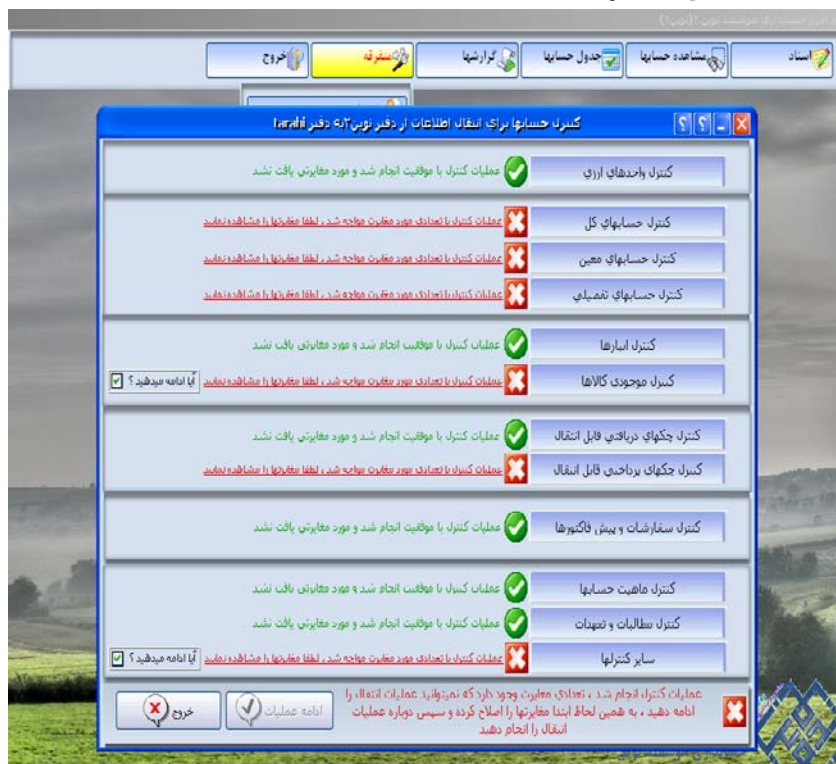 اسناد
مشاهده حسابها
جدول حسابها
گزارشها
متفرقه
خروج
کنترل حسابها برای انتقال اطلاعات از دفتر نوین۲به دفتر tarahi
کنترل واحدهای ارزی
عملیات کنترل با موفقیت انجام شد و مورد مغایرتی یافت نشد
کنترل حسابهای کل
عملیات کنترل با تعدادی مورد مغایرت مواجه شد ، لطفا مغایرتها را مشاهده نمایید
کنترل حسابهای معین
عملیات کنترل با تعدادی مورد مغایرت مواجه شد ، لطفا مغایرتها را مشاهده نمایید
کنترل حسابهای تفصیلی
عملیات کنترل با تعدادی مورد مغایرت مواجه شد ، لطفا مغایرتها را مشاهده نمایید
کنترل انبارها
عملیات کنترل با موفقیت انجام شد و مورد مغایرتی یافت نشد
کنترل موجودی کالاها
عملیات کنترل با تعدادی مورد مغایرت مواجه شد ، لطفا مغایرتها را مشاهده نمایید
آیا ادامه میدهید ؟
کنترل چکهای دریافتی قابل انتقال
عملیات کنترل با موفقیت انجام شد و مورد مغایرتی یافت نشد
کنترل چکهای پرداختی قابل انتقال
عملیات کنترل با تعدادی مورد مغایرت مواجه شد ، لطفا مغایرتها را مشاهده نمایید
کنترل سفارشات و پیش فاکتورها
عملیات کنترل با موفقیت انجام شد و مورد مغایرتی یافت نشد
کنترل ماهیت حسابها
عملیات کنترل با موفقیت انجام شد و مورد مغایرتی یافت نشد
کنترل مطالبات و تعهدات
عملیات کنترل با موفقیت انجام شد و مورد مغایرتی یافت نشد
سایر کنترلها
عملیات کنترل با تعدادی مورد مغایرت مواجه شد ، لطفا مغایرتها را مشاهده نمایید
آیا ادامه میدهید ؟
عملیات کنترل انجام شد ، تعدادی مغایرت وجود دارد که نمیتوانید عملیات انتقال را
ادامه دهید ، به همین لحاظ ابتدا مغایرتها را اصلاح کرده و سپس دوباره عملیات
انتقال را انجام دهید
ادامه عملیات
خروج